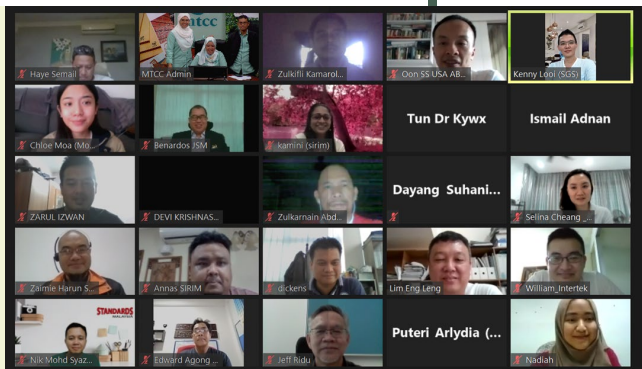 Haye Semail
mtcc
MTCC Admin
Zulkifli Kamarol...
Oon SS USA AB...
Kenny Looi (SGS)
Chloe Moa (Mo...
Benardos JSM
kamini (sirim)
Tun Dr Kywx
Ismail Adnan
ZARUL IZWAN
DEVI KRISHNAS...
Zulkarnain Abd...
Dayang Suhani...
Selina Cheang _...
Zaimie Harun S...
Annas SIRIM
dickens
Lim Eng Leng
William_Intertek
STANDARDS
MALAYSIA
Nik Mohd Syaz...
Edward Agong ...
Jeff Ridu
Puteri Arlydia (...
Nadiah